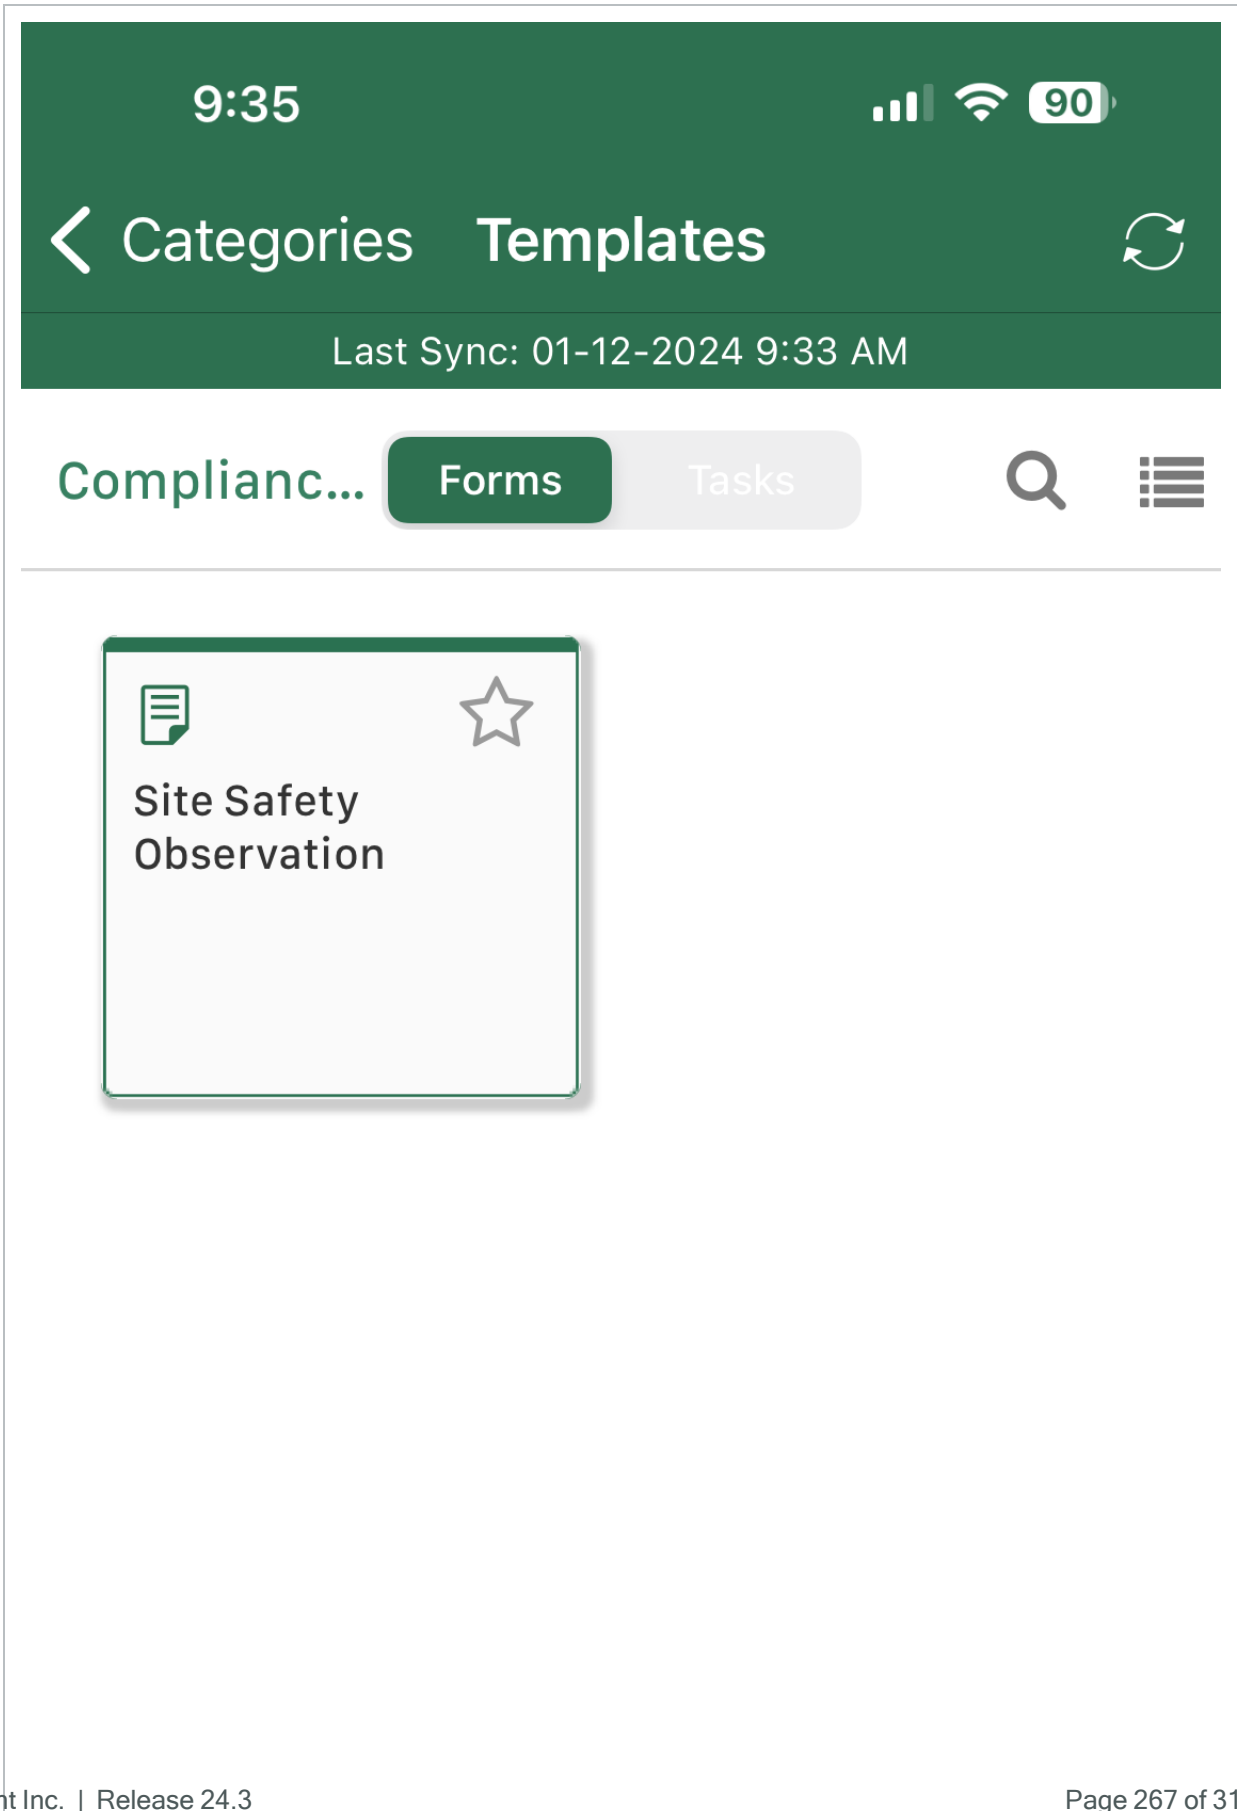 9:35
90
Categories Templates
Last Sync: 01-12-2024 9:33 AM
Complianc... Forms Tasks
Site Safety
Observation
nt Inc. | Release 24.3 Page 267 of 31